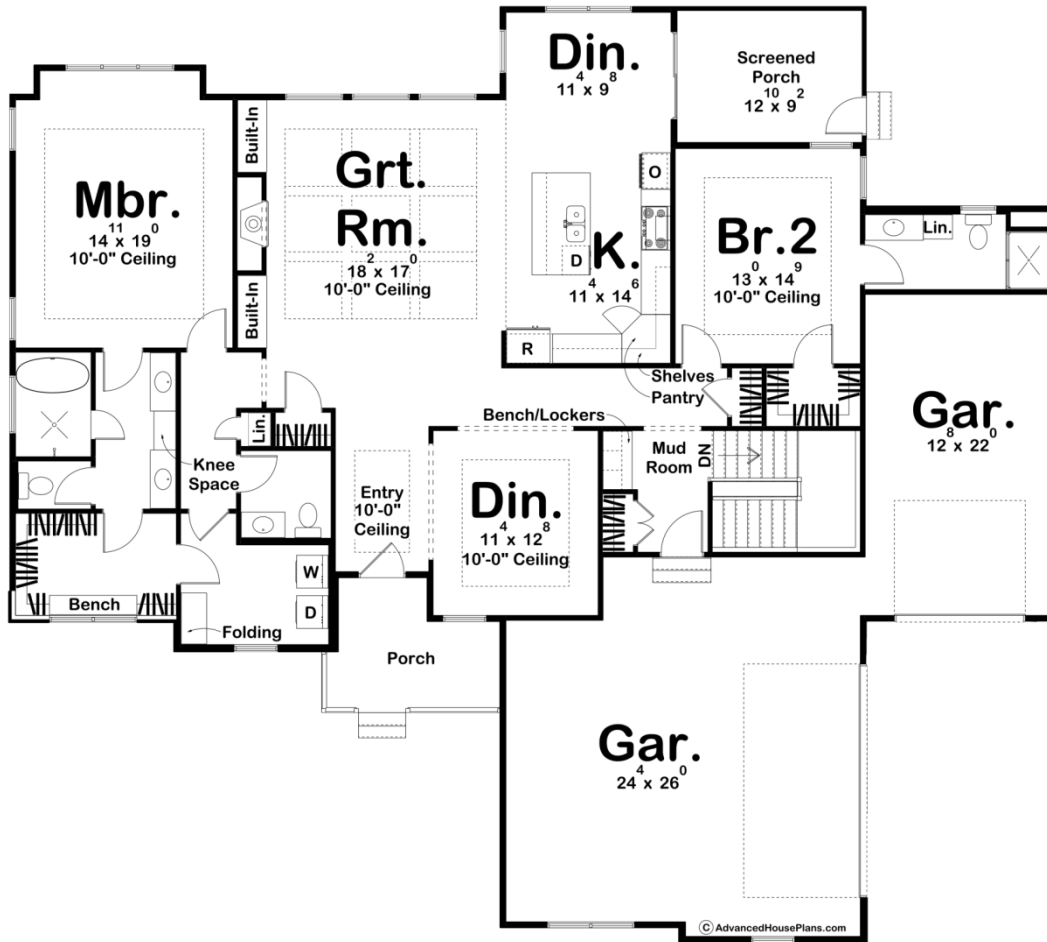 Din.
11⁴ x 9⁸
Screened
Porch
12¹⁰ x 9²
Built-In
Grt.
Rm.
18² x 17⁰
10'-0" Ceiling
Mbr.
14¹¹ x 19⁰
10'-0" Ceiling
Built-In
O
D
K.
11⁴ x 14⁶
R
Br.2
13⁰ x 14⁹
10'-0" Ceiling
Lin.
Shelves
Pantry
Gar.
12⁸ x 22⁰
Bench/Lockers
Lin.
Knee
Space
Mud
Room
DN
Entry
10'-0"
Ceiling
Din.
11⁴ x 12⁸
10'-0" Ceiling
W
D
Bench
Folding
Porch
Gar.
24⁴ x 26⁰
© AdvancedHousePlans.com